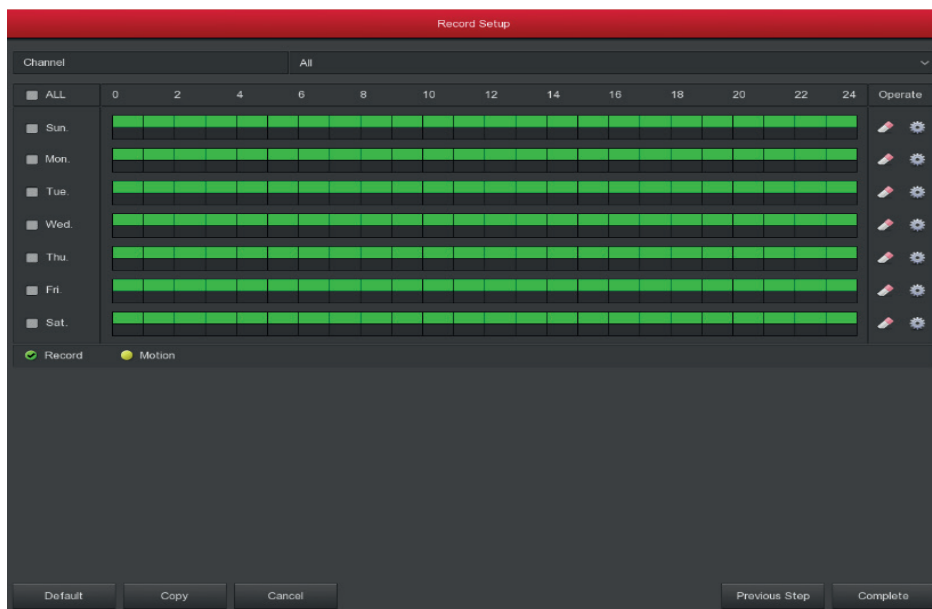 Record Setup
Channel All
ALL 0 2 4 6 8 10 12 14 16 18 20 22 24 Operate
Sun.
Mon.
Tue.
Wed.
Thu.
Fri.
Sat.
Record Motion
Default Copy Cancel Previous Step Complete